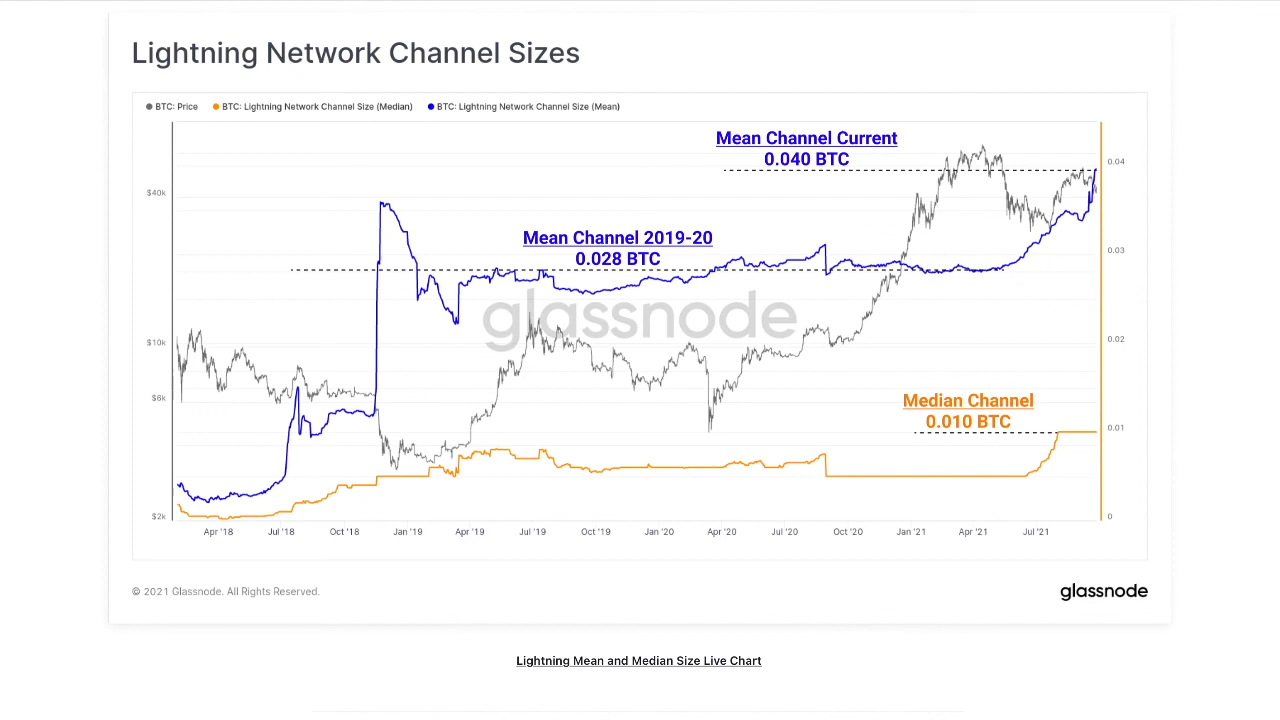 Lightning Network Channel Sizes
BTC: Price BTC: Lightning Network Channel Size (Median) BTC: Lightning Network Channel Size (Mean)
Mean Channel Current
0.040 BTC
0.04
$40k
Mean Channel 2019-20
0.028 BTC
0.03
glassnode
$10k
0.02
$6k
Median Channel
0.010 BTC
0.01
$2k
0
Apr '18 Jul '18 Oct '18 Jan '19 Apr '19 Jul '19 Oct '19 Jan '20 Apr '20 Jul '20 Oct '20 Jan '21 Apr '21 Jul '21
© 2021 Glassnode. All Rights Reserved.
glassnode
Lightning Mean and Median Size Live Chart